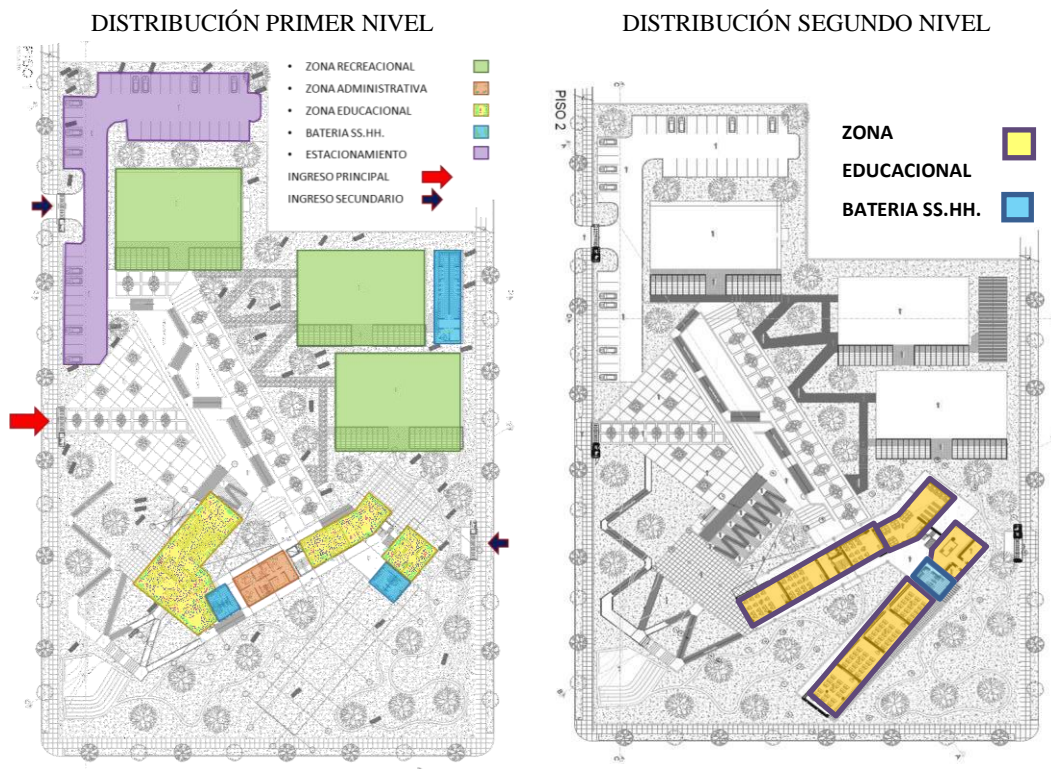 DISTRIBUCIÓN PRIMER NIVEL
DISTRIBUCIÓN SEGUNDO NIVEL
PISO 1
• ZONA RECREACIONAL
• ZONA ADMINISTRATIVA
• ZONA EDUCACIONAL
• BATERIA SS.HH.
• ESTACIONAMIENTO
INGRESO PRINCIPAL
INGRESO SECUNDARIO
PISO 2
ZONA
EDUCACIONAL
BATERIA SS.HH.